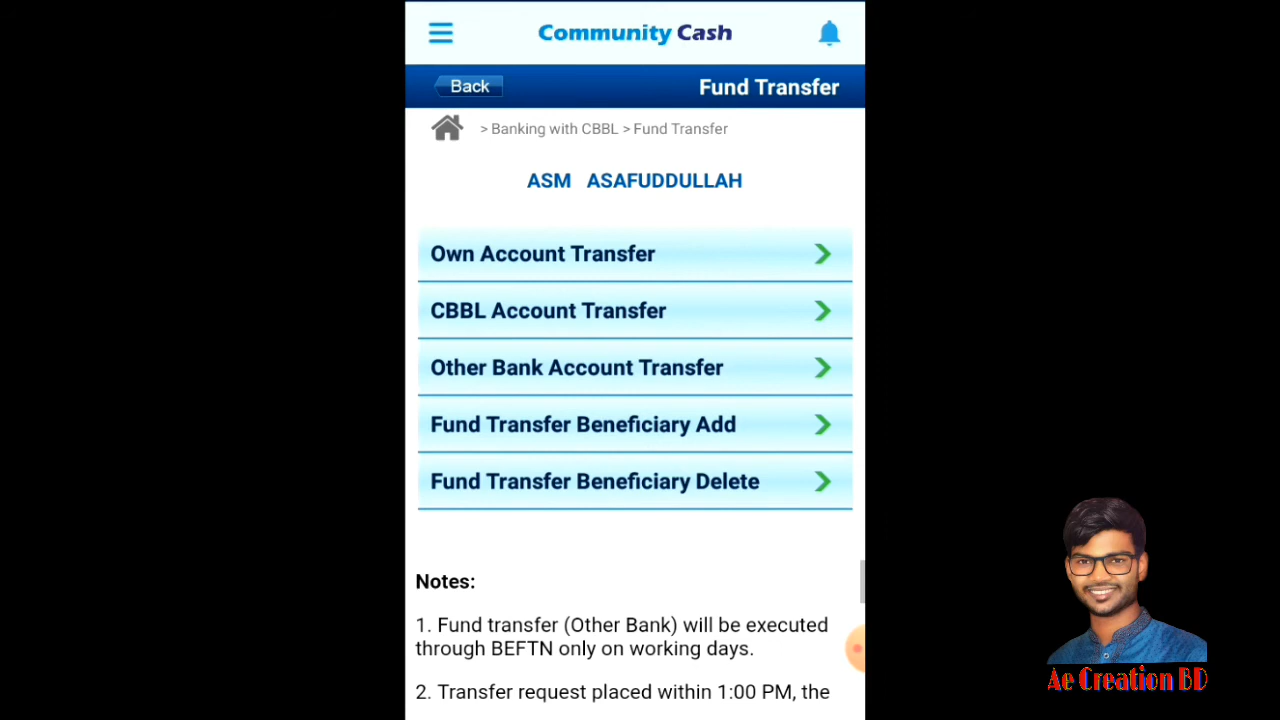 Community Cash
Back
Fund Transfer
> Banking with CBBL > Fund Transfer
ASM ASAFUDDULLAH
Own Account Transfer
CBBL Account Transfer
Other Bank Account Transfer
Fund Transfer Beneficiary Add
Fund Transfer Beneficiary Delete
Notes:
1. Fund transfer (Other Bank) will be executed
through BEFTN only on working days.
2. Transfer request placed within 1:00 PM, the
Ae Creation BD